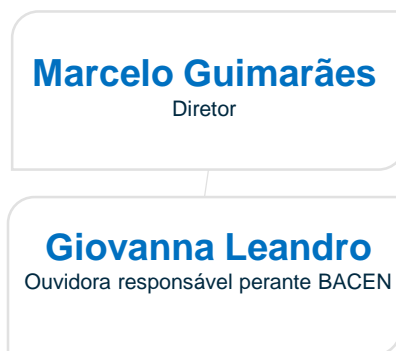 Marcelo Guimarães
Diretor
Giovanna Leandro
Ouvidora responsável perante BACEN